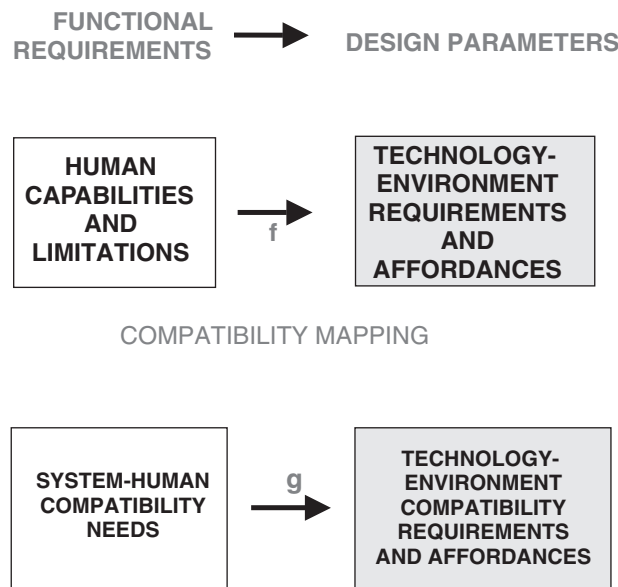 FUNCTIONAL
REQUIREMENTS
DESIGN PARAMETERS
HUMAN
CAPABILITIES
AND
LIMITATIONS
f
TECHNOLOGY-
ENVIRONMENT
REQUIREMENTS
AND
AFFORDANCES
COMPATIBILITY MAPPING
SYSTEM-HUMAN
COMPATIBILITY
NEEDS
g
TECHNOLOGY-
ENVIRONMENT
COMPATIBILITY
REQUIREMENTS
AND AFFORDANCES